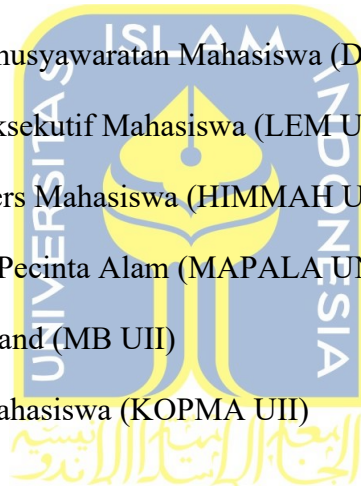 musyawaratan Mahasiswa (D
ksekutif Mahasiswa (LEM U
ers Mahasiswa (HIMMAH U
Pecinta Alam (MAPALA UN
and (MB UII)
ahasiswa (KOPMA UII)
ISLAM
UNIVERSITAS
INDONESIA